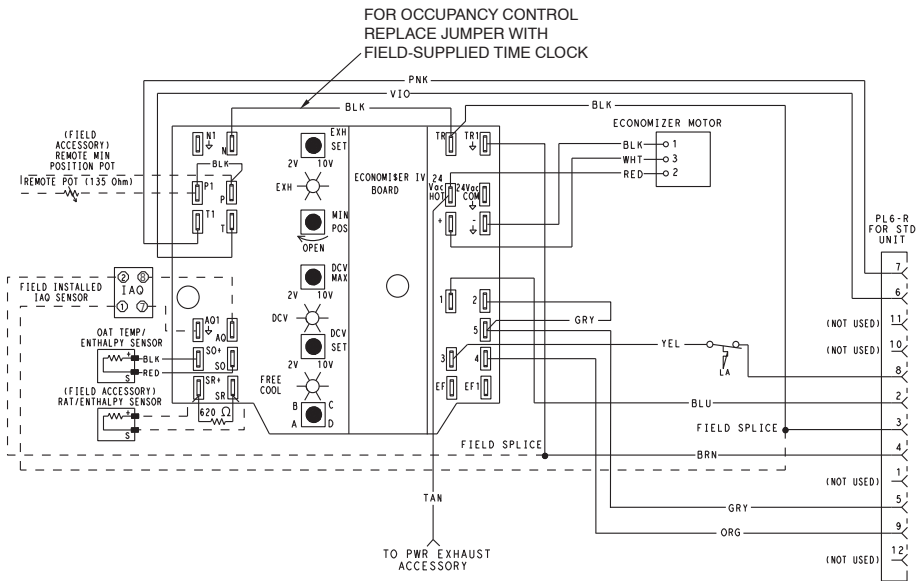 FOR OCCUPANCY CONTROL
REPLACE JUMPER WITH
FIELD-SUPPLIED TIME CLOCK
PNK
VIO
BLK
BLK
(FIELD
ACCESSORY)
REMOTE MIN
POSITION POT
REMOTE POT (135 Ohm)
N1
N
BLK
P1
P
T1
T
EXH
SET
2V 10V
EXH
MIN
POS
OPEN
DCV
MAX
2V 10V
DCV
DCV
SET
2V 10V
FREE
COOL
B C
A D
ECONOMI$ER IV
BOARD
TR
TR1
24
Vac
HOT
24Vac
COM
+
-
1
2
5
3
4
EF
EF1
ECONOMIZER MOTOR
BLK 1
WHT 3
RED 2
FIELD INSTALLED
IAQ SENSOR
2 8
IAQ
1 7
AQ1
AQ
OAT TEMP/
ENTHALPY SENSOR
+
BLK
RED
S
SO+
SO
(FIELD ACCESSORY)
RAT/ENTHALPY SENSOR
+
S
SR+
SR
620 Ω
GRY
YEL
LA
BLU
FIELD SPLICE
FIELD SPLICE
BRN
TAN
GRY
ORG
TO PWR EXHAUST
ACCESSORY
PL6-R
FOR STD
UNIT
7
6
11
(NOT USED)
10
(NOT USED)
8
2
3
4
1
(NOT USED)
5
9
12
(NOT USED)